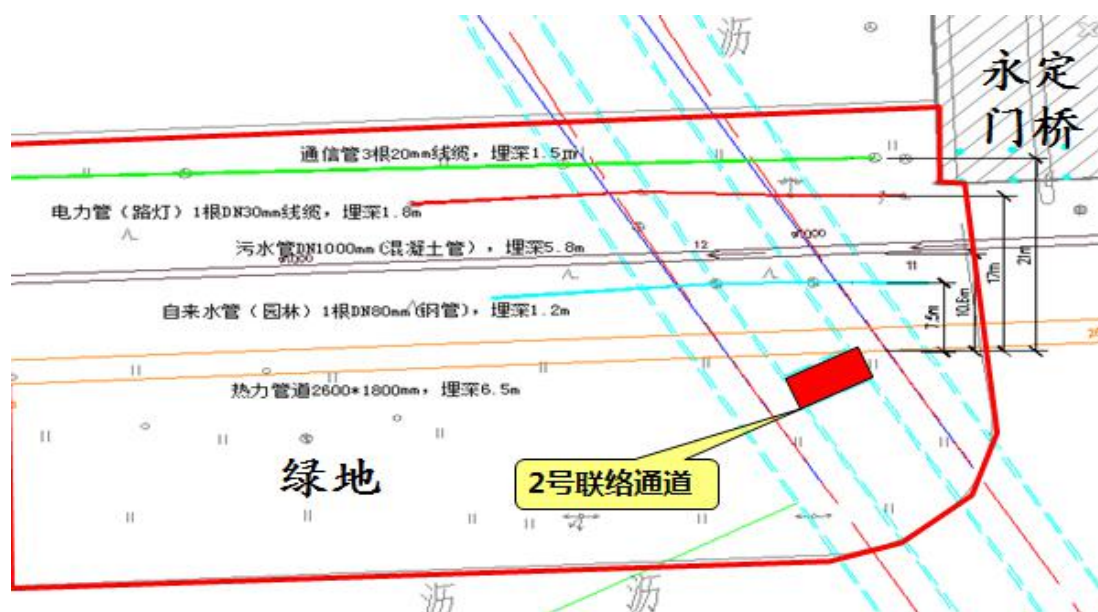 沥
永定
门桥
通信管3根20mm线缆，埋深1.5m
电力管（路灯）1根DN30mm线缆，埋深1.8m
污水管DN1000mm(混凝土管），埋深5.8m
12
11
自来水管（园林）1根DN80mm(钢管)，埋深1.2m
7.5m
10.6m
17m
21m
热力管道2600*1800mm，埋深6.5m
绿地
2号联络通道
沥
沥